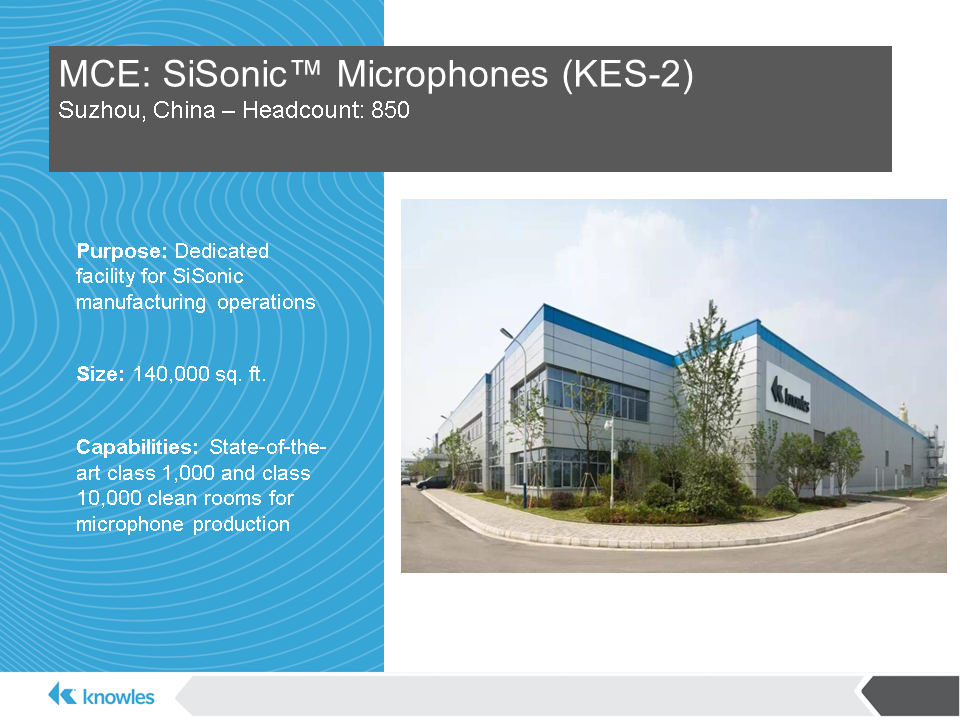 MCE: SiSonic™ Microphones (KES-2)
Suzhou, China – Headcount: 850
Purpose: Dedicated
facility for SiSonic
manufacturing operations
Size: 140,000 sq. ft.
Capabilities: State-of-the-
art class 1,000 and class
10,000 clean rooms for
microphone production
knowles
knowles